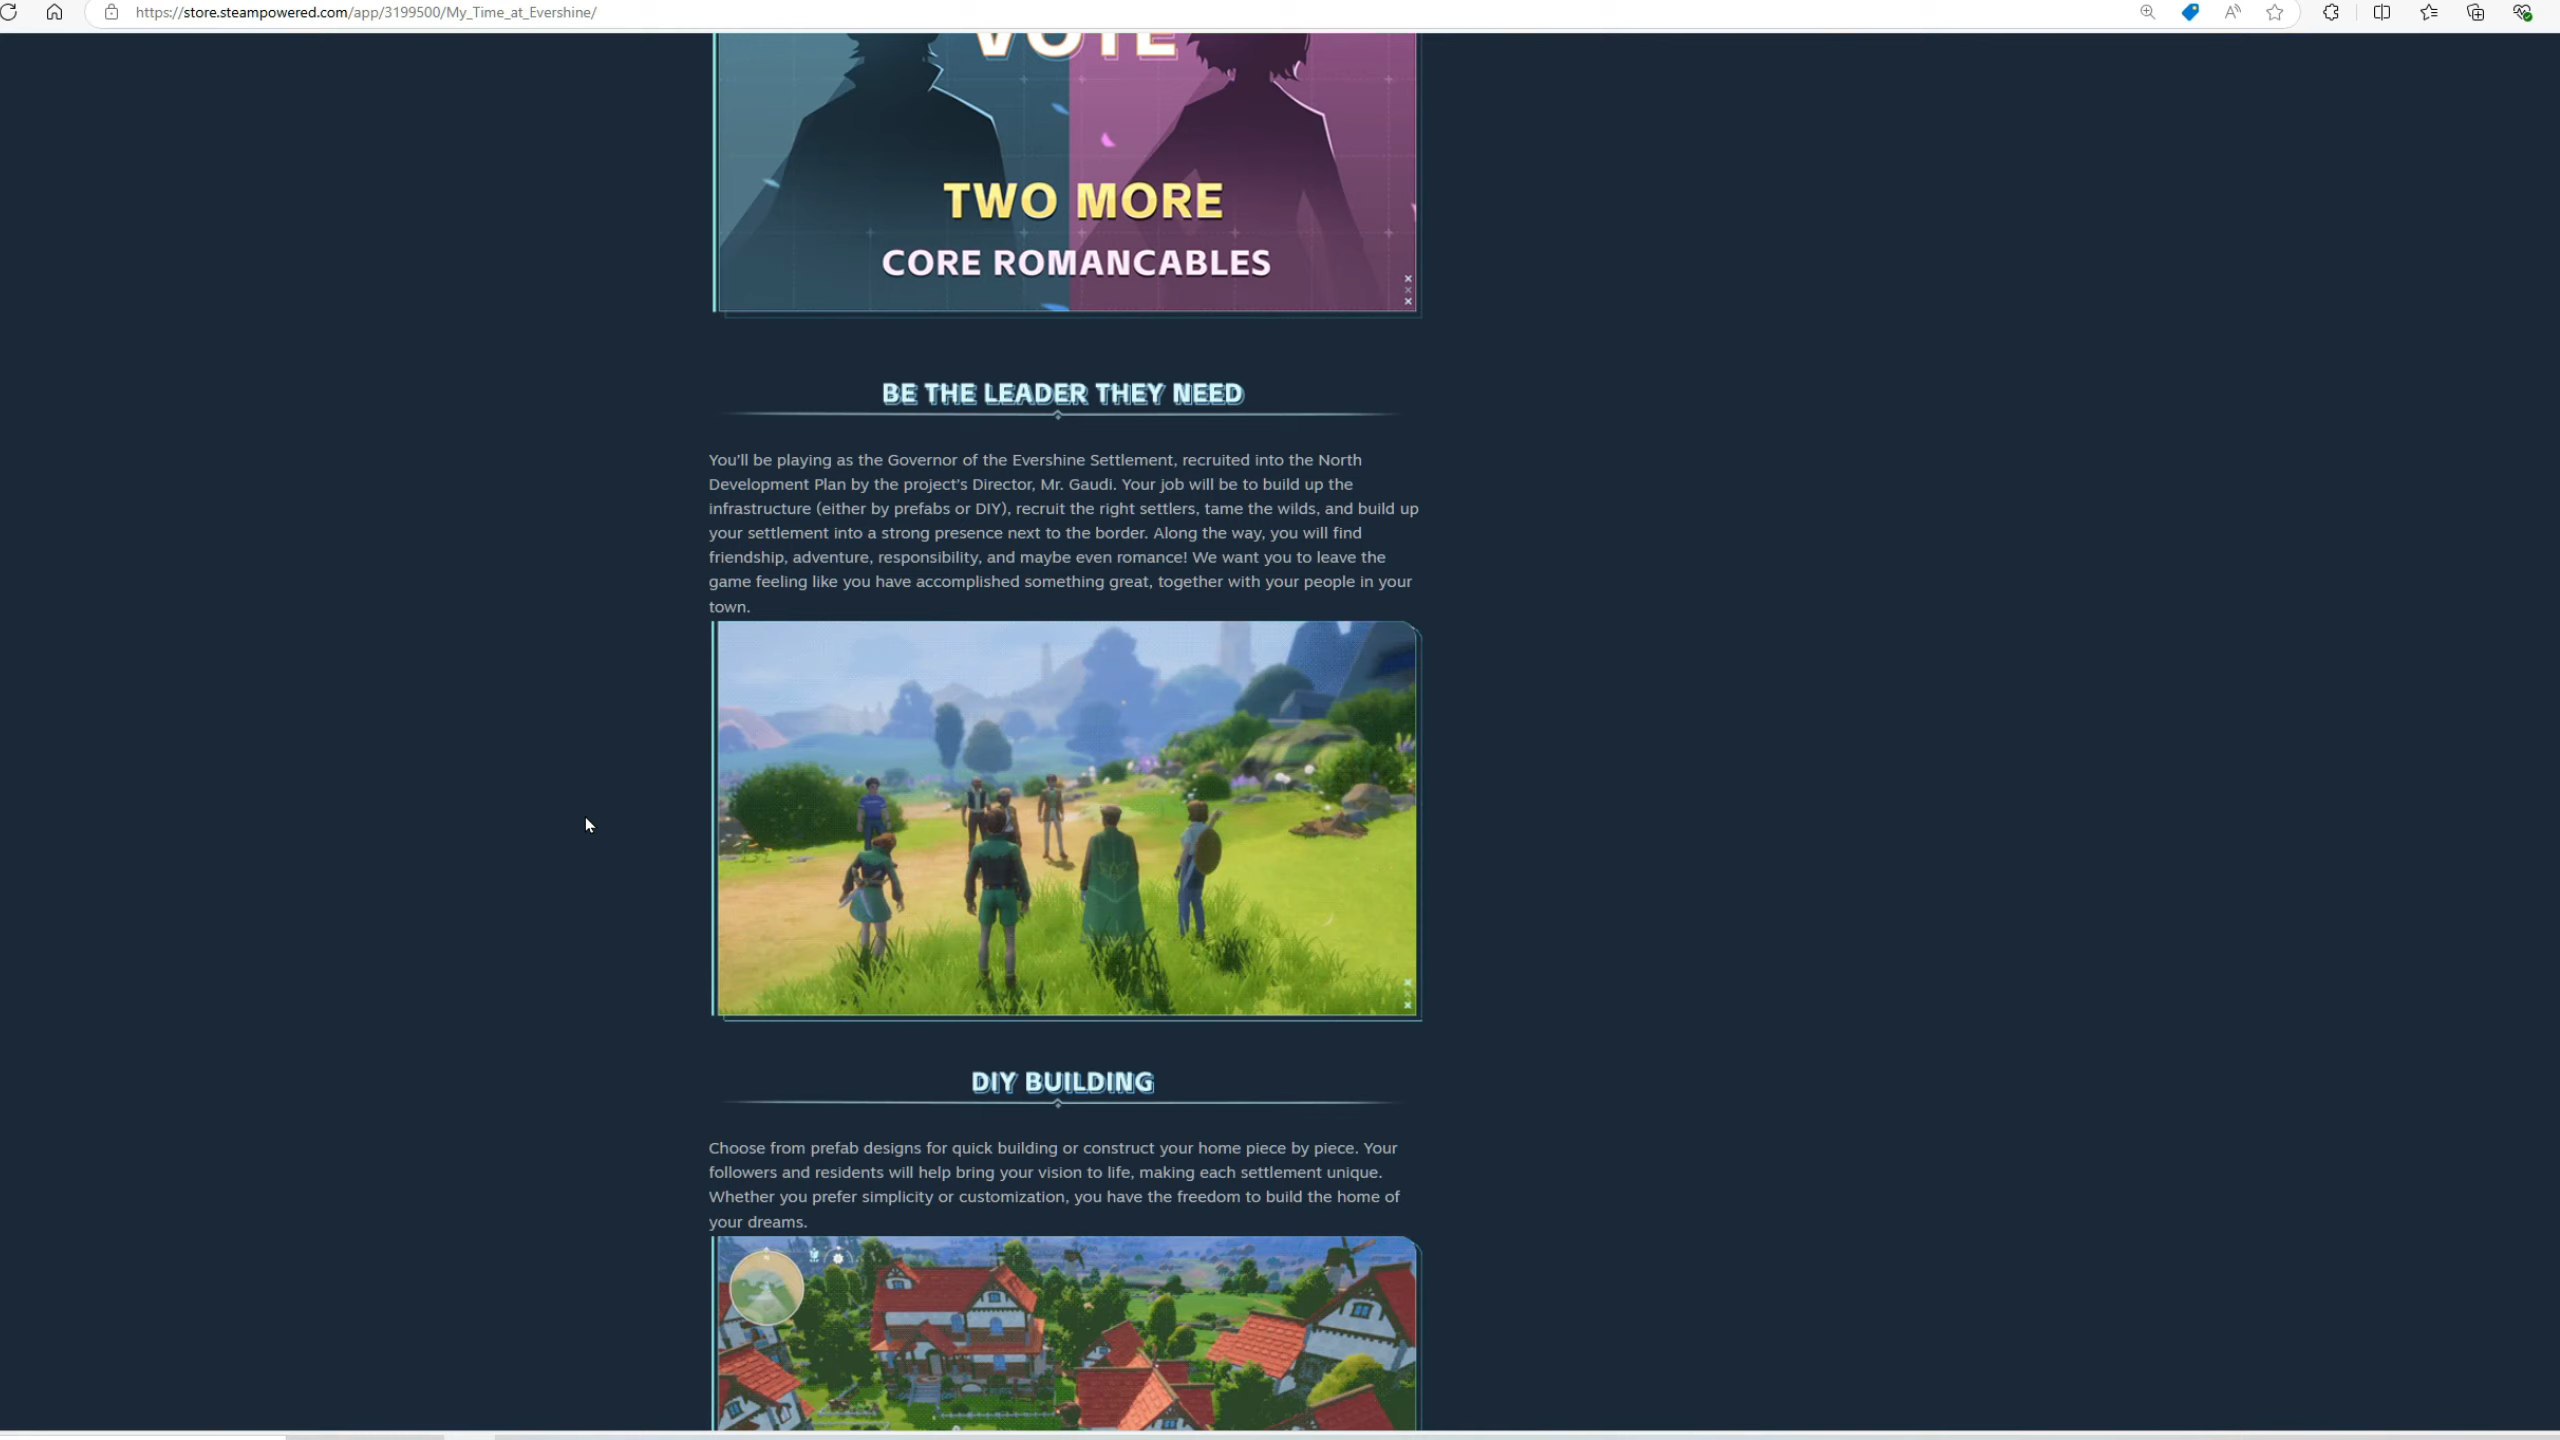 https://store.steampowered.com/app/3199500/My_Time_at_Evershine/
VOTE
TWO MORE
CORE ROMANCABLES
BE THE LEADER THEY NEED
You'll be playing as the Governor of the Evershine Settlement, recruited into the North
Development Plan by the project's Director, Mr. Gaudi. Your job will be to build up the
infrastructure (either by prefabs or DIY), recruit the right settlers, tame the wilds, and build up
your settlement into a strong presence next to the border. Along the way, you will find
friendship, adventure, responsibility, and maybe even romance! We want you to leave the
game feeling like you have accomplished something great, together with your people in your
town.
DIY BUILDING
Choose from prefab designs for quick building or construct your home piece by piece. Your
followers and residents will help bring your vision to life, making each settlement unique.
Whether you prefer simplicity or customization, you have the freedom to build the home of
your dreams.